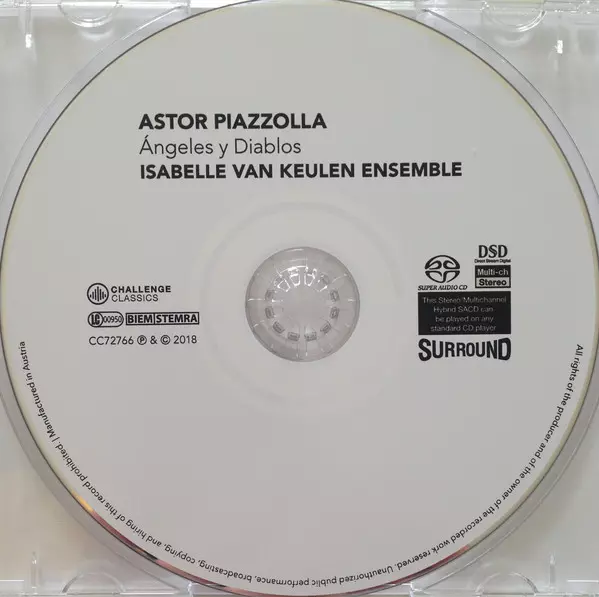 ASTOR PIAZZOLLA
Ángeles y Diablos
ISABELLE VAN KEULEN ENSEMBLE
CHALLENGE
CLASSICS
LC 00950 BIEM STEMRA
CC72766 Ⓟ & © 2018
SUPER AUDIO CD
DSD
Direct Stream Digital
Multi-ch
Stereo
This Stereo/Multichannel
Hybrid SACD can
be played on any
standard CD player
SURROUND
All rights of the producer and of the owner of the recorded work reserved. Unauthorized public performance, broadcasting, copying, and hiring of this record prohibited. | Manufactured in Austria